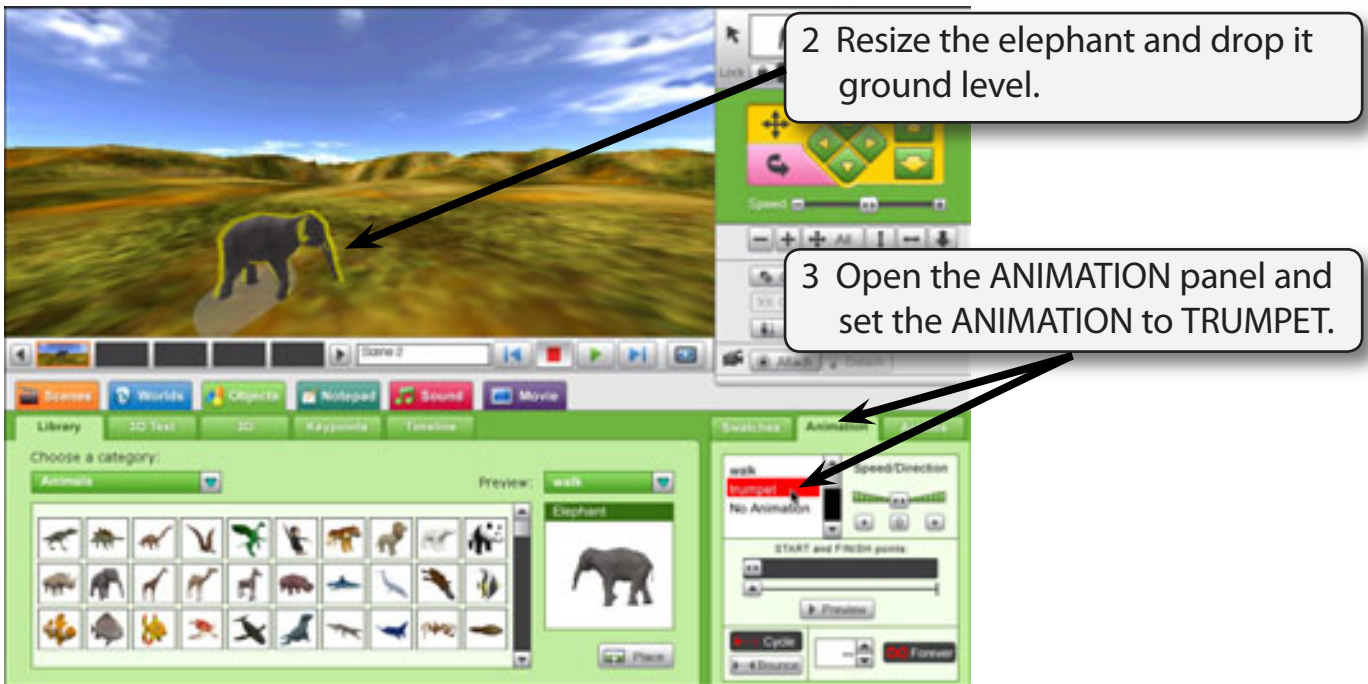 2 Resize the elephant and drop it
ground level.
Lock
Speed
All
3 Open the ANIMATION panel and
set the ANIMATION to TRUMPET.
Scene 2
Attach Detach
Scenes Worlds Objects Notepad Sound Movie
Library 3D Text 2D Keypoints Timeline
Swatches Animation
Choose a category:
Animals
Preview: walk
Elephant
Place
walk
trumpet
No Animation
Speed/Direction
START and FINISH points
Preview
Cycle
Bounce
Forever